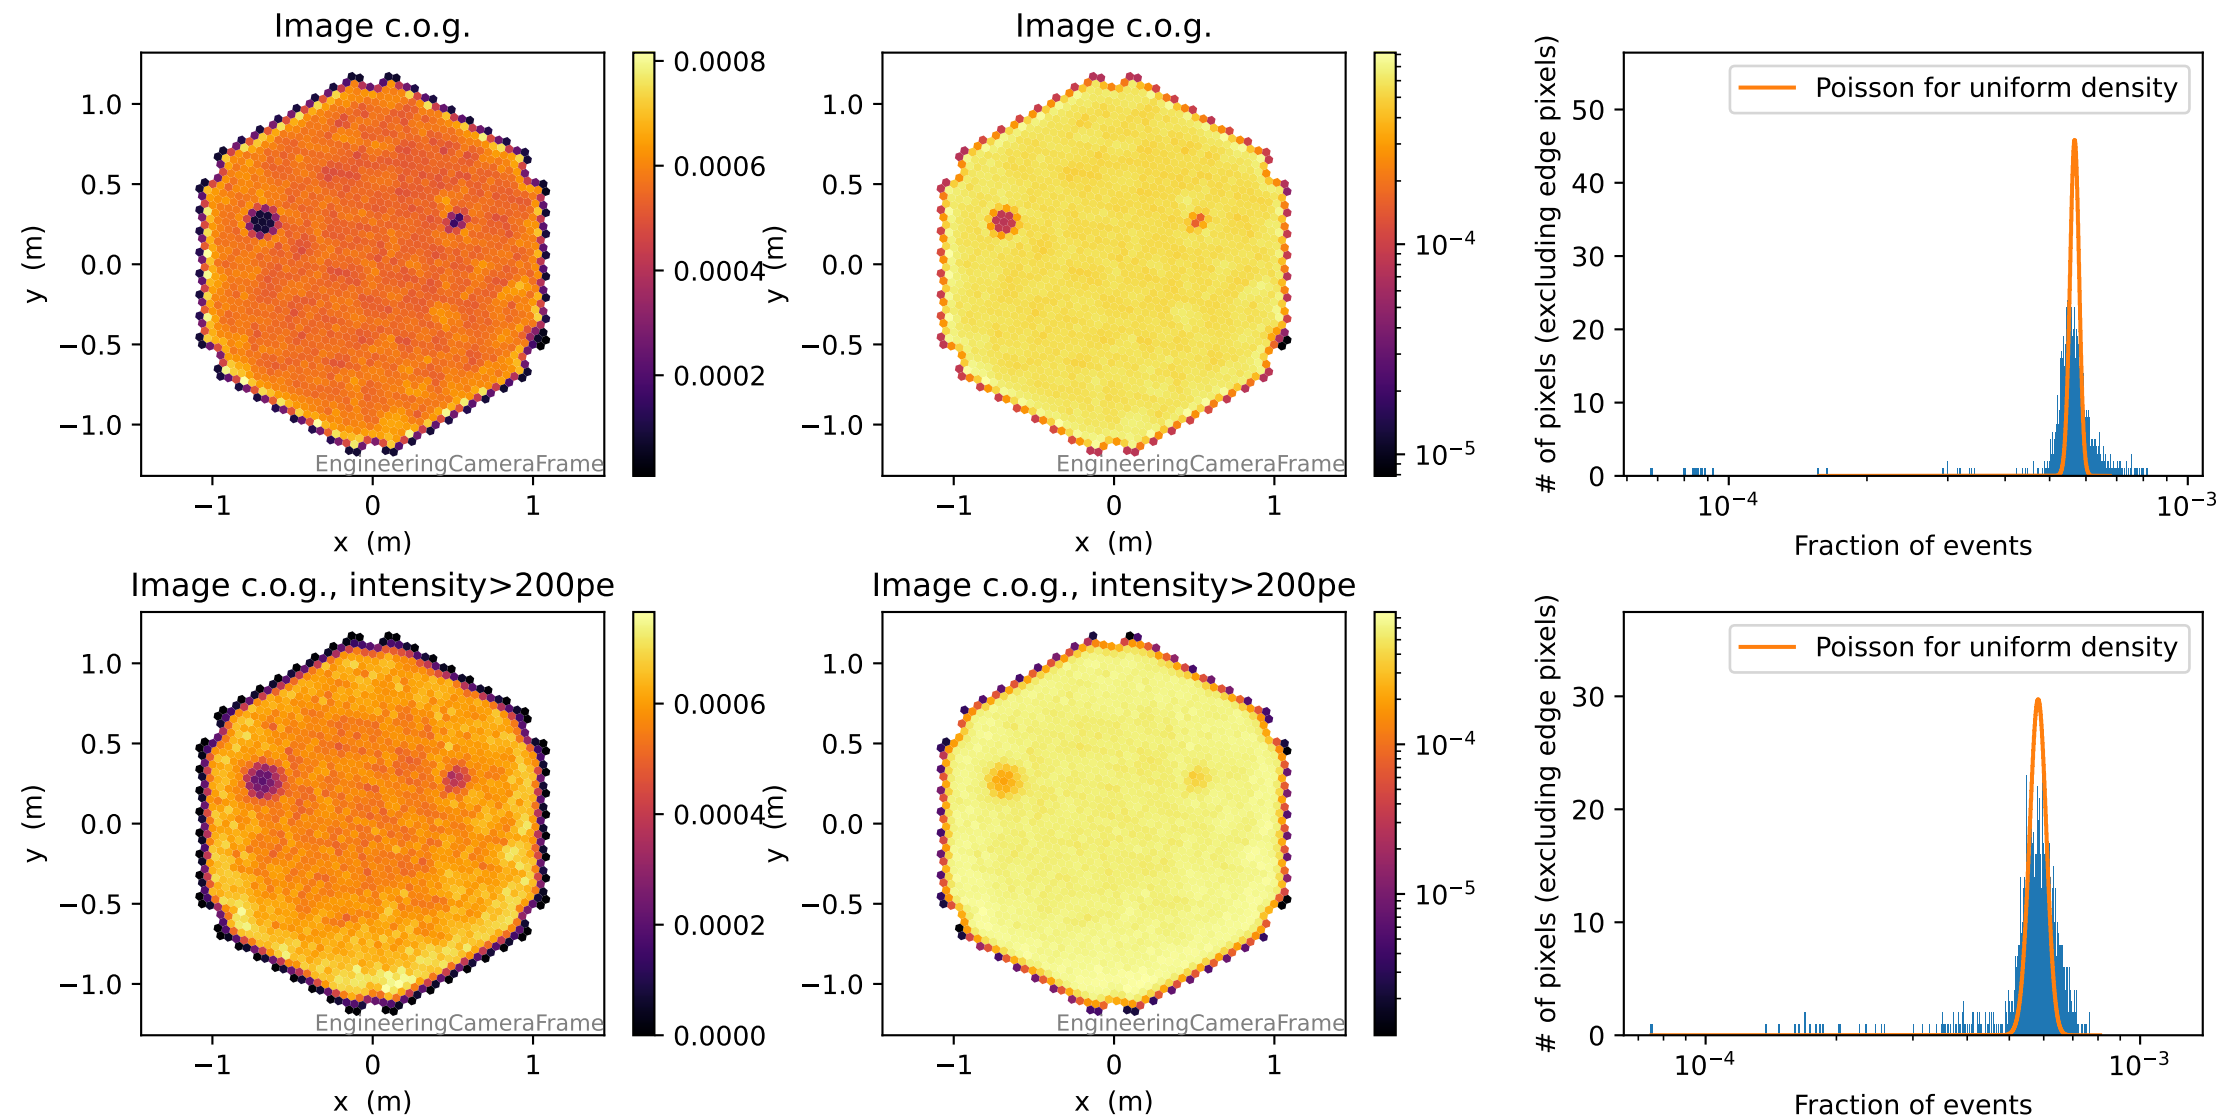 Image c.o.g.
1.0
0.5
0.0
−0.5
−1.0
y (m)
−1
0
1
x (m)
EngineeringCameraFrame
0.0008
0.0006
0.0004
0.0002
Image c.o.g.
1.0
0.5
0.0
−0.5
−1.0
y (m)
−1
0
1
x (m)
EngineeringCameraFrame
10⁻⁴
10⁻⁵
# of pixels (excluding edge pixels)
50
40
30
20
10
0
Poisson for uniform density
10⁻⁴
10⁻³
Fraction of events
Image c.o.g., intensity>200pe
1.0
0.5
0.0
−0.5
−1.0
y (m)
−1
0
1
x (m)
EngineeringCameraFrame
0.0006
0.0004
0.0002
0.0000
Image c.o.g., intensity>200pe
1.0
0.5
0.0
−0.5
−1.0
y (m)
−1
0
1
x (m)
EngineeringCameraFrame
10⁻⁴
10⁻⁵
# of pixels (excluding edge pixels)
30
20
10
0
Poisson for uniform density
10⁻⁴
10⁻³
Fraction of events